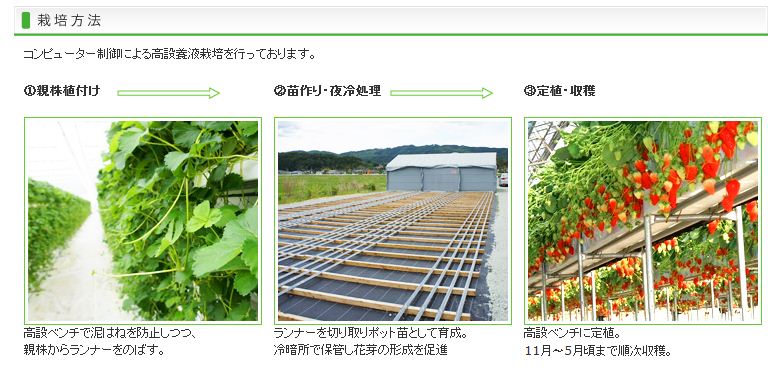 栽培方法
コンピューター制御による高設養液栽培を行っております。
①親株植付け
②苗作り・夜冷処理
③定植・収穫
高設ベンチで泥はねを防止しつつ、
親株からランナーをのばす。
ランナーを切り取りポット苗として育成。
冷暗所で保管し花芽の形成を促進
高設ベンチに定植。
11月～5月頃まで順次収穫。